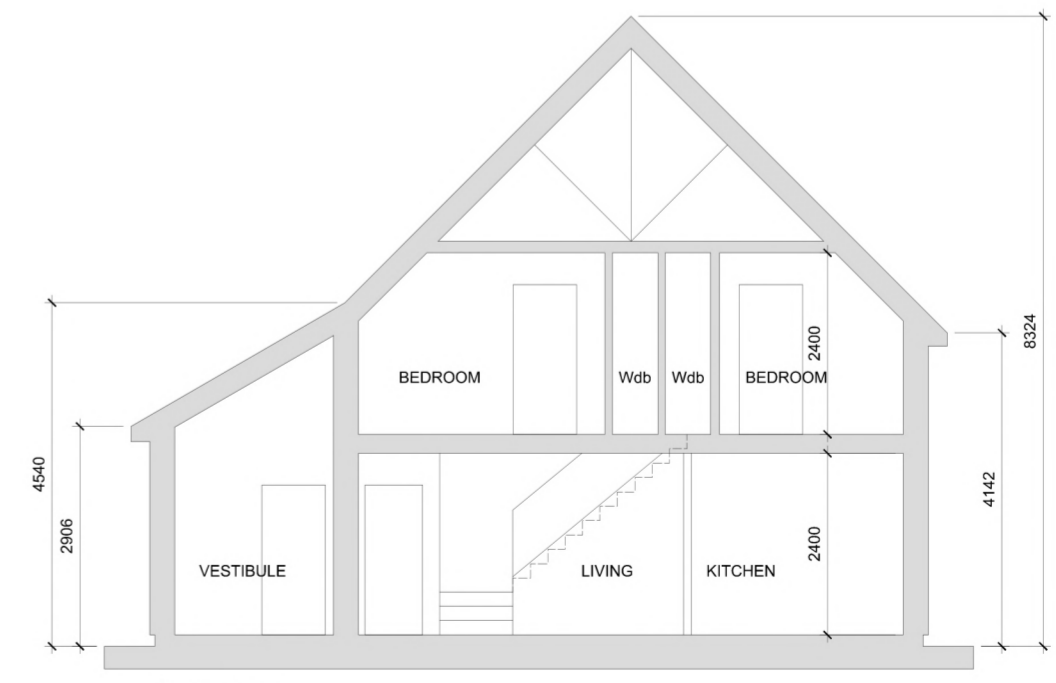 8324
2400
BEDROOM
Wdb
Wdb
BEDROOM
4540
4142
2906
2400
VESTIBULE
LIVING
KITCHEN